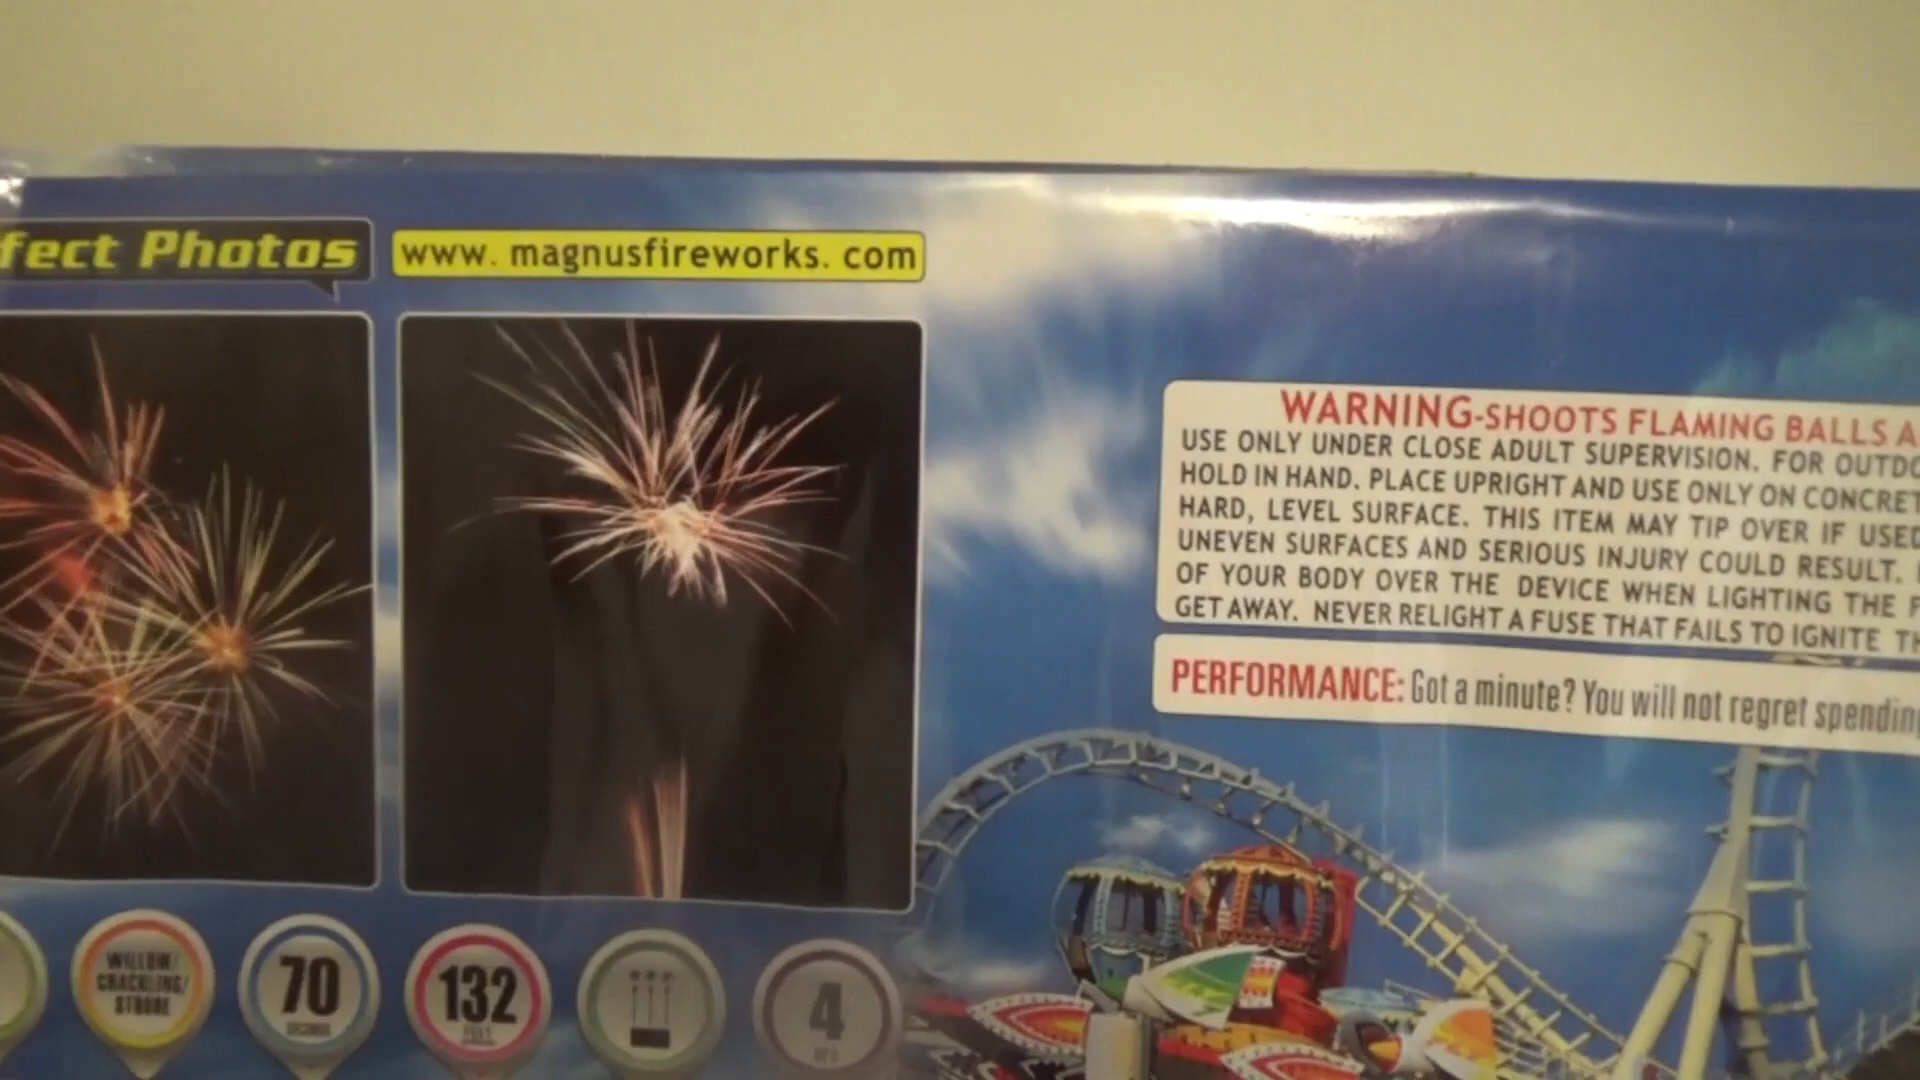 fect Photos
www. magnusfireworks. com
WARNING-SHOOTS FLAMING BALLS A
USE ONLY UNDER CLOSE ADULT SUPERVISION. FOR OUTDO
HOLD IN HAND. PLACE UPRIGHT AND USE ONLY ON CONCRET
HARD, LEVEL SURFACE. THIS ITEM MAY TIP OVER IF USED
UNEVEN SURFACES AND SERIOUS INJURY COULD RESULT.
OF YOUR BODY OVER THE DEVICE WHEN LIGHTING THE F
GET AWAY. NEVER RELIGHT A FUSE THAT FAILS TO IGNITE TH
PERFORMANCE: Got a minute? You will not regret spending
WILLOW/
CRACKLING/
STROBE
70
SECONDS
132
FEET
4